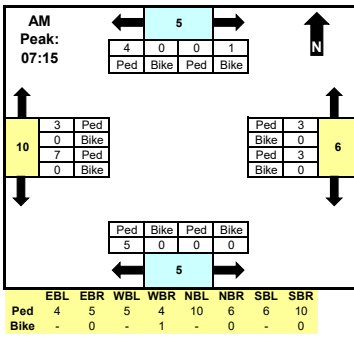 AM
Peak:
07:15
5
N
4 0 0 1
Ped Bike Ped Bike
10
3 Ped
0 Bike
7 Ped
0 Bike
Ped 3
Bike 0
Ped 3
Bike 0
6
Ped Bike Ped Bike
5 0 0 0
5
EBL EBR WBL WBR NBL NBR SBL SBR
Ped 4 5 5 4 10 6 6 10
Bike - 0 - 1 - 0 - 0